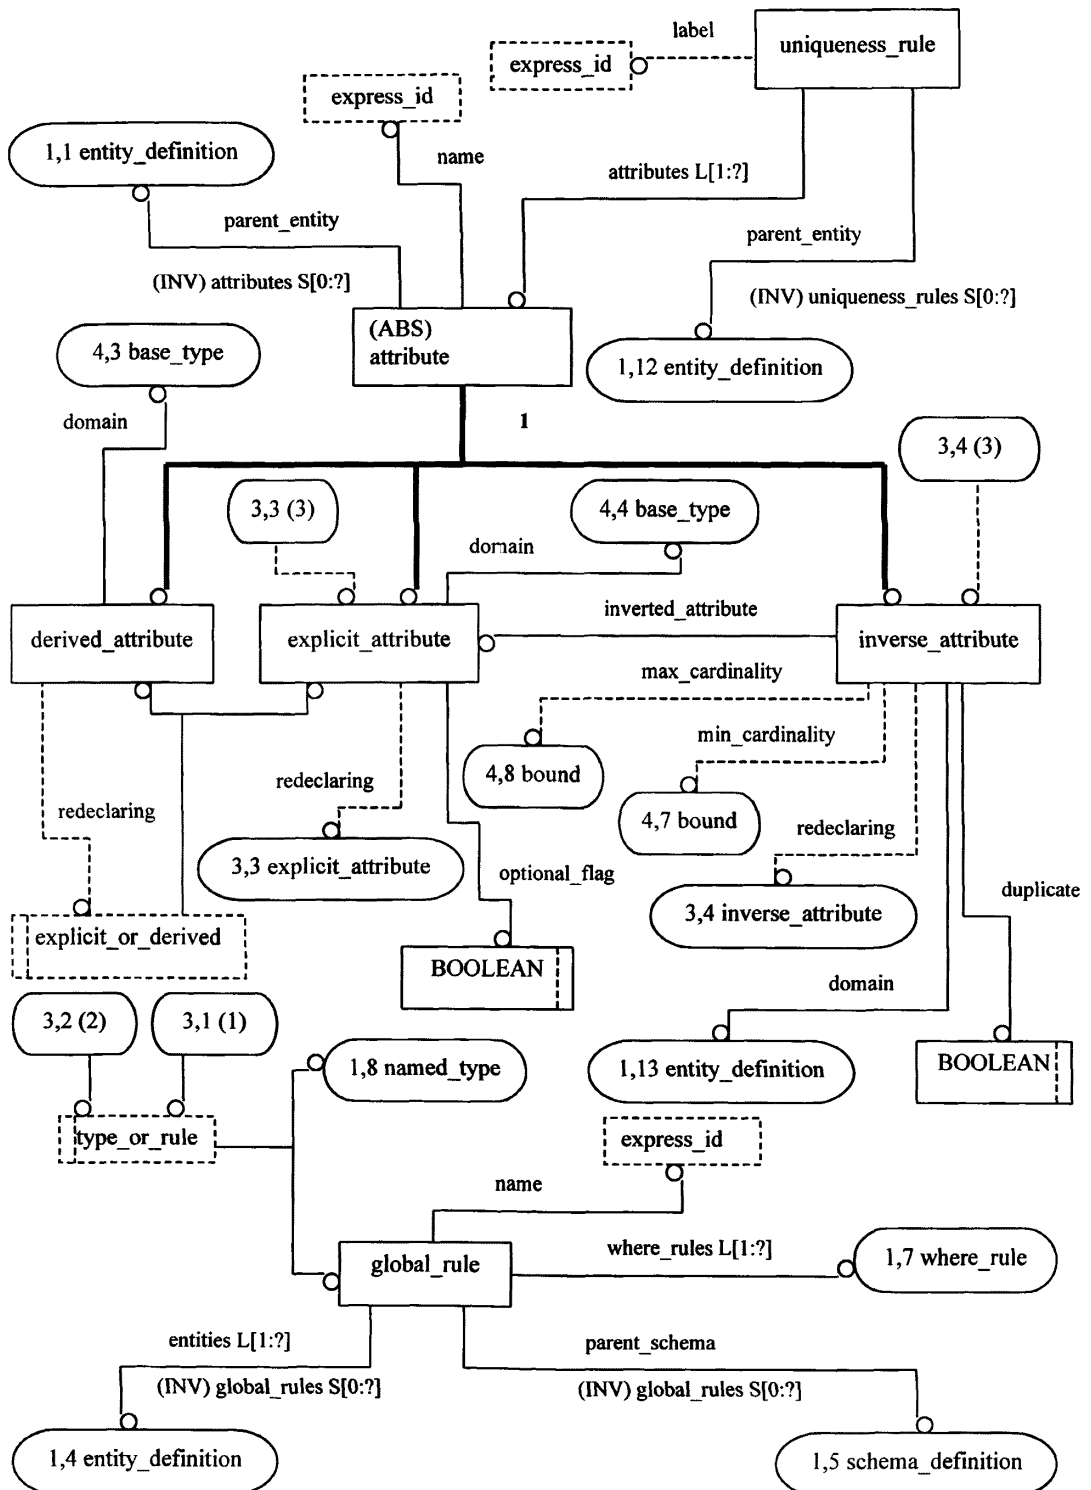 label
uniqueness_rule
express_id
express_id
name
1,1 entity_definition
attributes L[1:?]
parent_entity
parent_entity
(INV) attributes S[0:?]
(INV) uniqueness_rules S[0:?]
(ABS)
attribute
4,3 base_type
1,12 entity_definition
domain
1
3,4 (3)
3,3 (3)
4,4 base_type
domain
inverted_attribute
derived_attribute
explicit_attribute
inverse_attribute
max_cardinality
min_cardinality
4,8 bound
redeclaring
redeclaring
4,7 bound
redeclaring
3,3 explicit_attribute
optional_flag
duplicate
3,4 inverse_attribute
explicit_or_derived
BOOLEAN
domain
3,2 (2)
3,1 (1)
1,8 named_type
1,13 entity_definition
BOOLEAN
type_or_rule
express_id
name
global_rule
where_rules L[1:?]
1,7 where_rule
entities L[1:?]
parent_schema
(INV) global_rules S[0:?]
(INV) global_rules S[0:?]
1,4 entity_definition
1,5 schema_definition